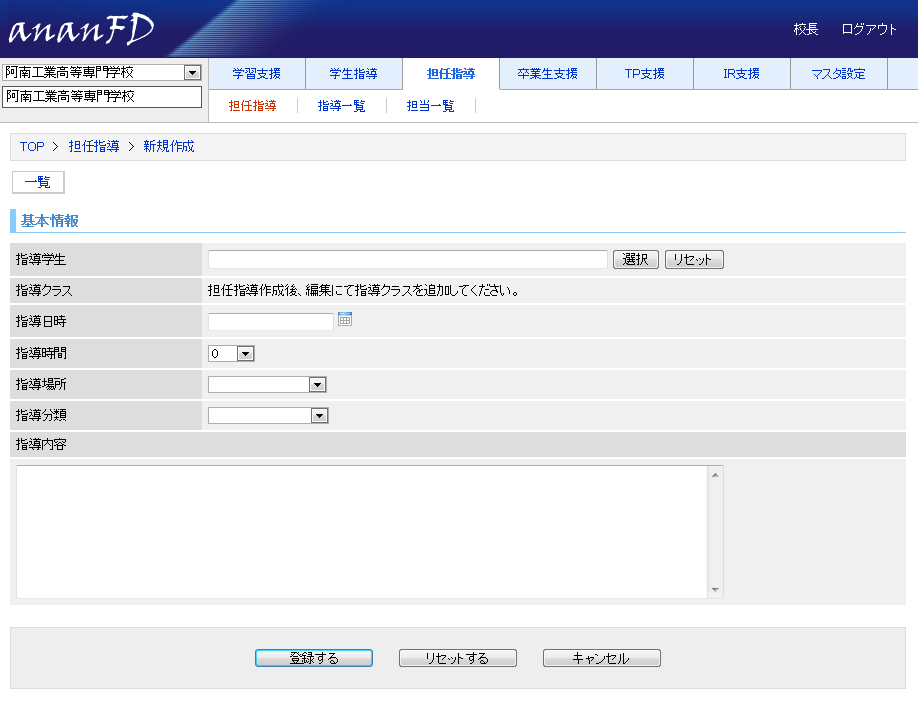 ananFD
校長 ログアウト
阿南工業高等専門学校
阿南工業高等専門学校
学習支援 学生指導 担任指導 卒業生支援 TP支援 IR支援 マスタ設定
担任指導 指導一覧 担当一覧
TOP > 担任指導 > 新規作成
一覧
基本情報
指導学生 選択 リセット
指導クラス 担任指導作成後、編集にて指導クラスを追加してください。
指導日時
指導時間 0
指導場所
指導分類
指導内容
登録する リセットする キャンセル